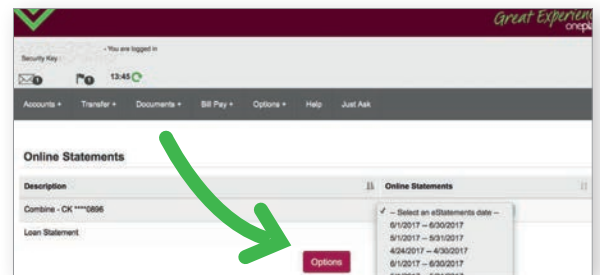 Great Experienc
onepla
- You are logged in
Security Key
0 0 13:45
Accounts + Transfer + Documents + Bill Pay + Options + Help Just Ask
Online Statements
Description Online Statements
Combine - CK ****0896 ✓ -- Select an eStatements date --
Loan Statement 6/1/2017 -- 6/30/2017
5/1/2017 -- 5/31/2017
4/24/2017 -- 4/30/2017
Options 6/1/2017 -- 6/30/2017